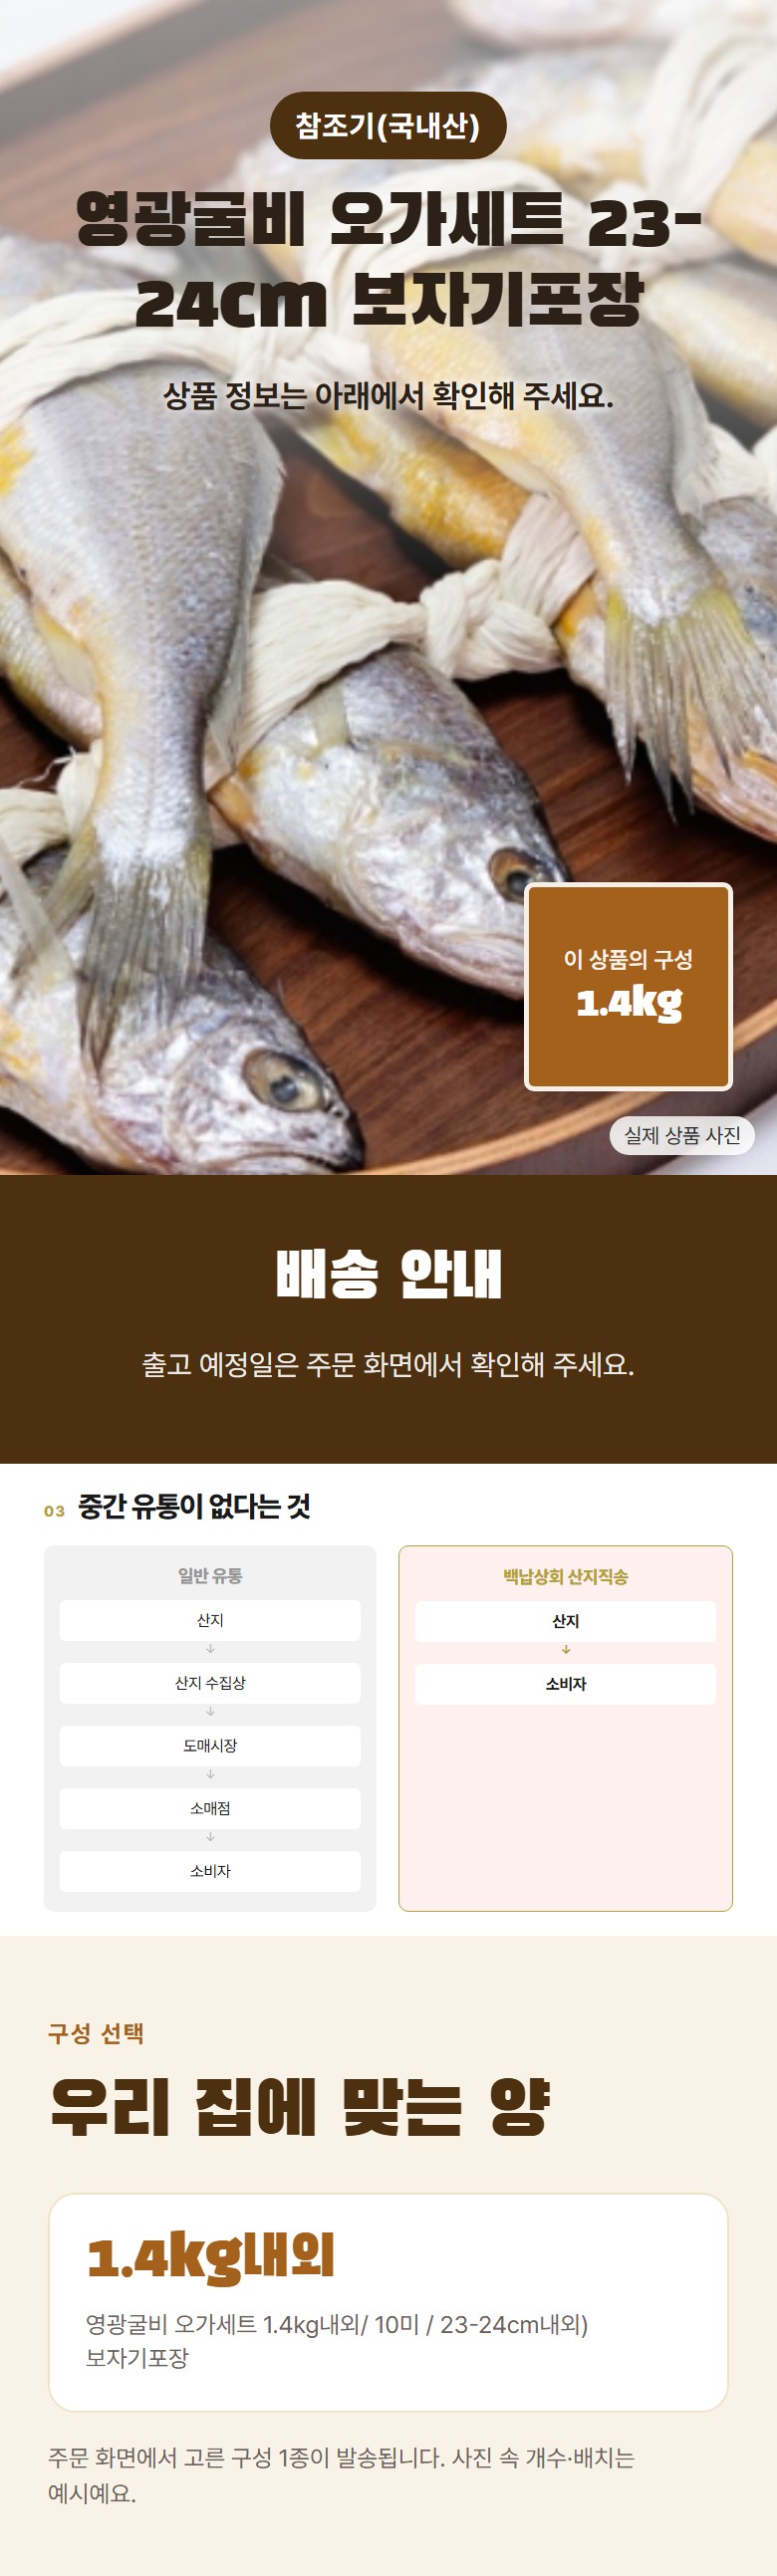 참조기(국내산)
영광굴비 오가세트 23-
24cm 보자기포장
상품 정보는 아래에서 확인해 주세요.
이 상품의 구성
1.4kg
실제 상품 사진
배송 안내
출고 예정일은 주문 화면에서 확인해 주세요.
03 중간 유통이 없다는 것
일반 유통
산지
↓
산지 수집상
↓
도매시장
↓
소매점
↓
소비자
백납상회 산지직송
산지
↓
소비자
구성 선택
우리 집에 맞는 양
1.4kg내외
영광굴비 오가세트 1.4kg내외/ 10미 / 23-24cm내외)
보자기포장
주문 화면에서 고른 구성 1종이 발송됩니다. 사진 속 개수·배치는
예시예요.